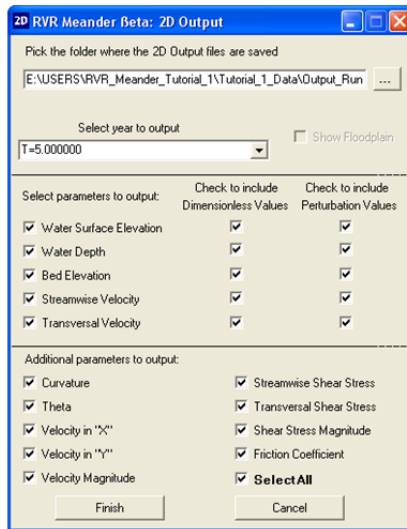 2D RVR Meander Beta: 2D Output
Pick the folder where the 2D Output files are saved
E:\USERS\RVR_Meander_Tutorial_1\Tutorial_1_Data\Output_Run ...
Select year to output
T=5.000000
Show Floodplain
Select parameters to output:
Check to include Dimensionless Values
Check to include Perturbation Values
Water Surface Elevation
Water Depth
Bed Elevation
Streamwise Velocity
Transversal Velocity
Additional parameters to output:
Curvature
Theta
Velocity in "X"
Velocity in "Y"
Velocity Magnitude
Streamwise Shear Stress
Transversal Shear Stress
Shear Stress Magnitude
Friction Coefficient
SelectAll
Finish
Cancel